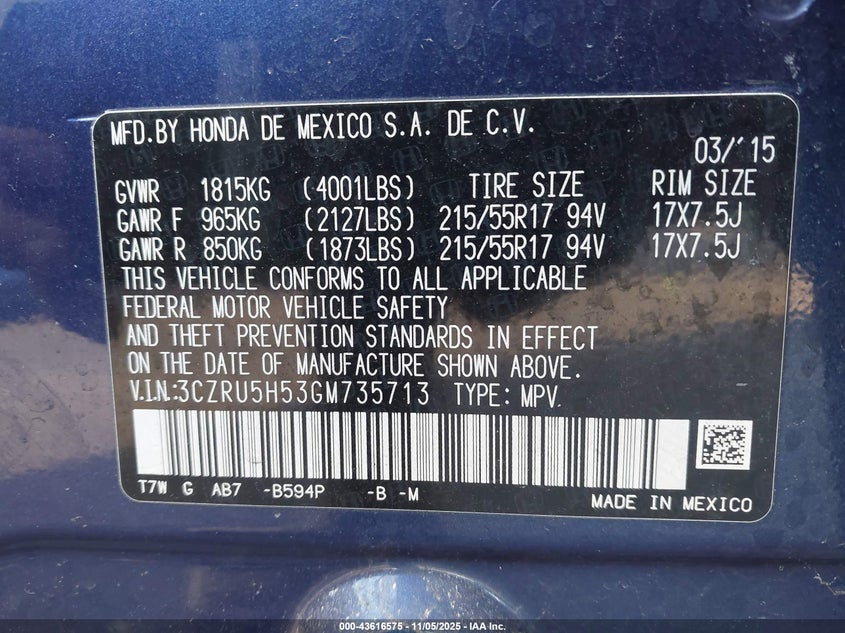 MFD.BY HONDA DE MEXICO S.A. DE C.V.
03/'15
GVWR 1815KG (4001LBS) TIRE SIZE RIM SIZE
GAWR F 965KG (2127LBS) 215/55R17 94V 17X7.5J
GAWR R 850KG (1873LBS) 215/55R17 94V 17X7.5J
THIS VEHICLE CONFORMS TO ALL APPLICABLE
FEDERAL MOTOR VEHICLE SAFETY
AND THEFT PREVENTION STANDARDS IN EFFECT
ON THE DATE OF MANUFACTURE SHOWN ABOVE.
V.I.N:3CZRU5H53GM735713 TYPE: MPV
T7W G AB7 -B594P -B -M
MADE IN MEXICO
000-43616575 - 11/05/2025 - IAA Inc.